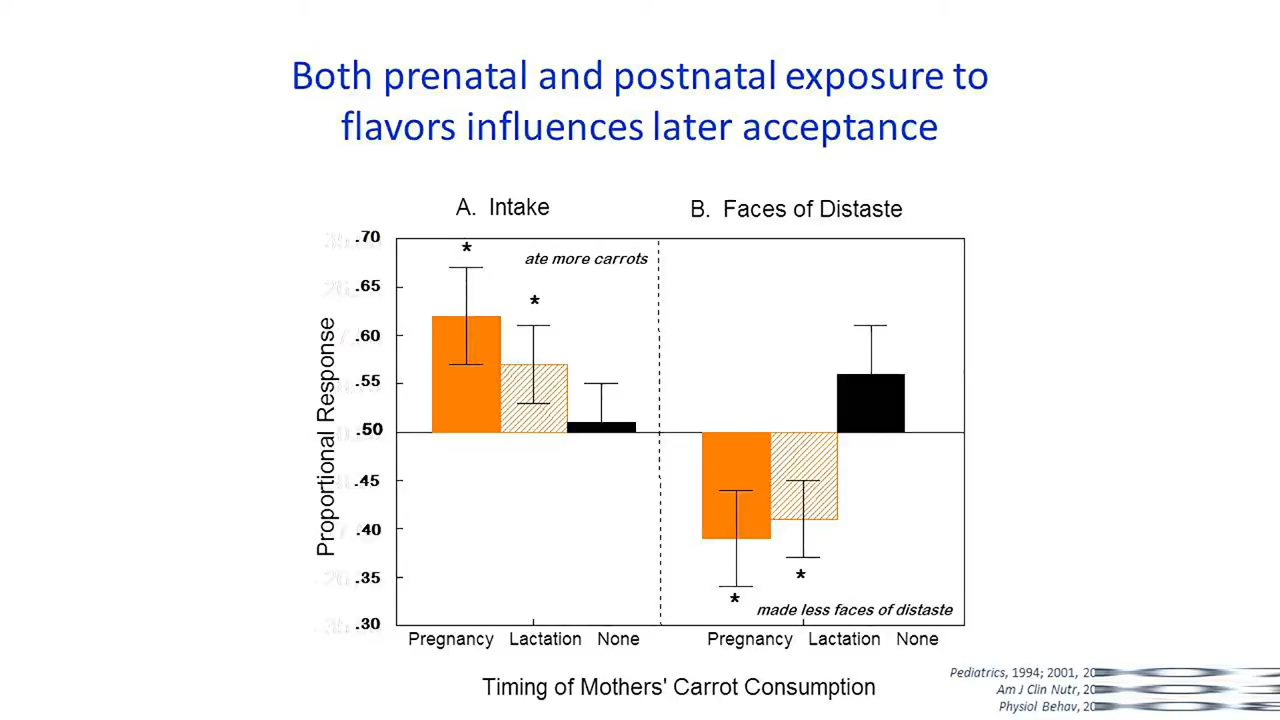 Both prenatal and postnatal exposure to
flavors influences later acceptance
A. Intake
B. Faces of Distaste
.70
.65
.60
.55
.50
.45
.40
.35
.30
Proportional Response
*
*
ate more carrots
*
*
made less faces of distaste
Pregnancy Lactation None
Pregnancy Lactation None
Timing of Mothers' Carrot Consumption
Pediatrics, 1994; 2001,
Am J Clin Nutr,
Physiol Behav,